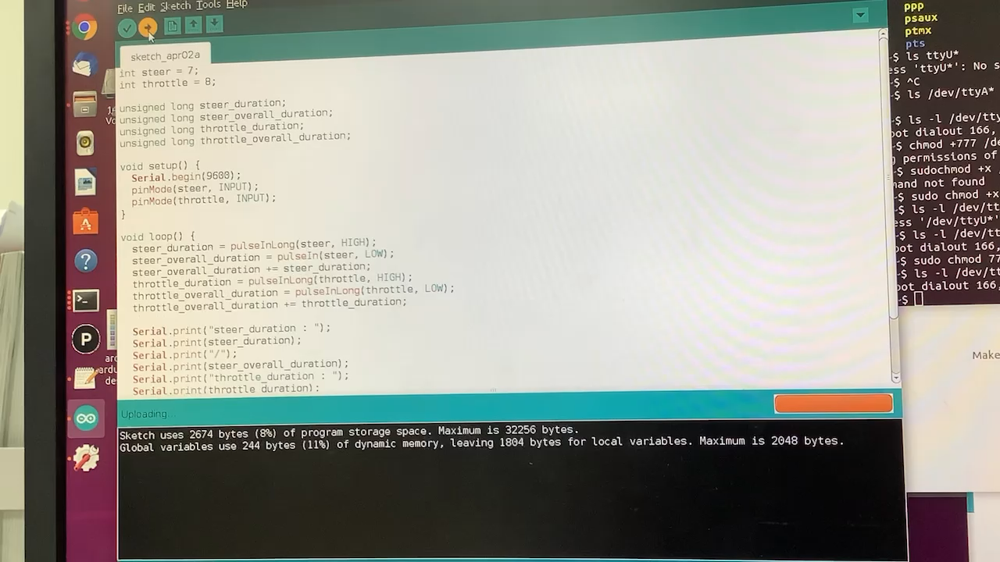 File Edit Sketch Tools Help
sketch_apr02a
int steer = 7;
int throttle = 8;
unsigned long steer_duration;
unsigned long steer_overall_duration;
unsigned long throttle_duration;
unsigned long throttle_overall_duration;
void setup() {
Serial.begin(9600);
pinMode(steer, INPUT);
pinMode(throttle, INPUT);
}
void loop() {
steer_duration = pulseInLong(steer, HIGH);
steer_overall_duration = pulseIn(steer, LOW);
steer_overall_duration += steer_duration;
throttle_duration = pulseInLong(throttle, HIGH);
throttle_overall_duration = pulseInLong(throttle, LOW);
throttle_overall_duration += throttle_duration;
Serial.print("steer_duration : ");
Serial.print(steer_duration);
Serial.print("/");
Serial.print(steer_overall_duration);
Serial.print("throttle_duration : ");
Serial.print(throttle duration);
Uploading...
Sketch uses 2674 bytes (8%) of program storage space. Maximum is 32256 bytes.
Global variables use 244 bytes (11%) of dynamic memory, leaving 1804 bytes for local variables. Maximum is 2048 bytes.
ppp
psaux
ptmx
pts
$ ls ttyU*
ess 'ttyU*': No s
$ ^C
$ ls /dev/ttyA*
$ ls -l /dev/tty
oot dialout 166,
$ chmod +777 /de
g permissions of
$ sudochmod +x /
mand not found
$ sudo chmod +x
$ ls -l /dev/tt
ess '/dev/ttyU*'
$ ls -l /dev/tt
oot dialout 166,
$ sudo chmod 77
$ ls -l /dev/tt
oot dialout 166,
$
Make
P